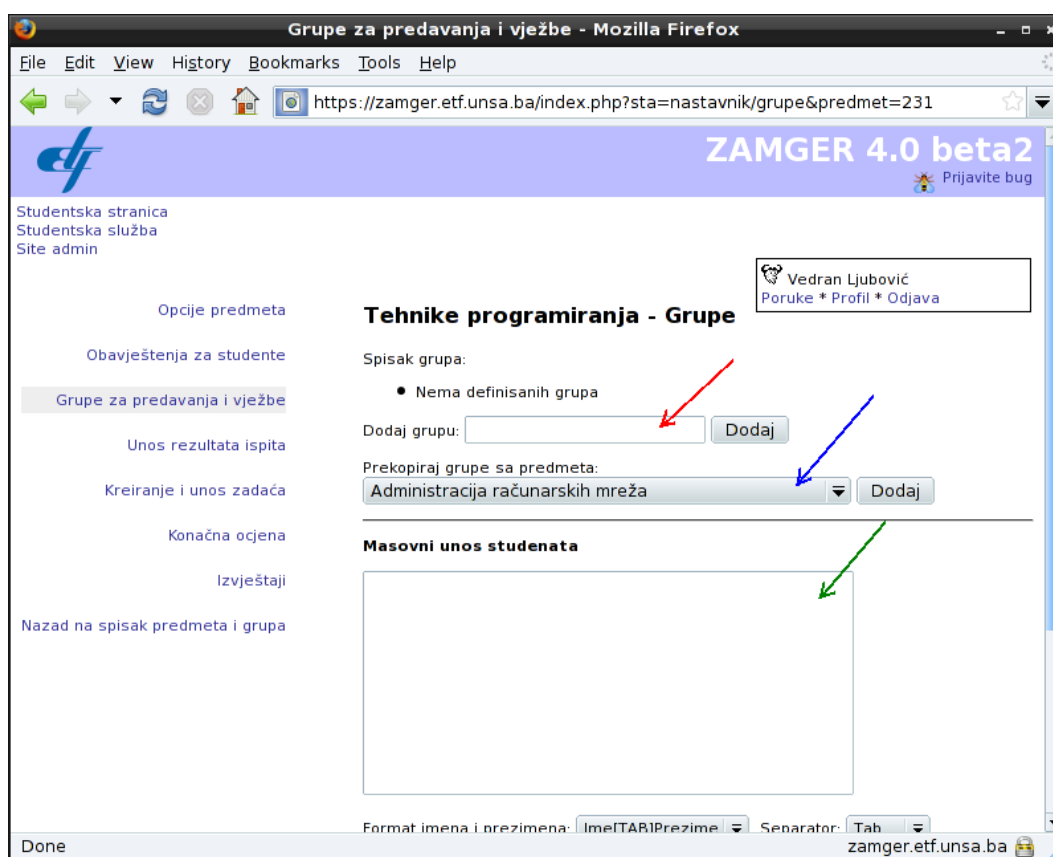 Grupe za predavanja i vježbe - Mozilla Firefox
File Edit View History Bookmarks Tools Help
https://zamger.etf.unsa.ba/index.php?sta=nastavnik/grupe&predmet=231
ZAMGER 4.0 beta2
Prijavite bug
Studentska stranica
Studentska služba
Site admin
Vedran Ljubović
Poruke * Profil * Odjava
Opcije predmeta
Obavještenja za studente
Grupe za predavanja i vježbe
Unos rezultata ispita
Kreiranje i unos zadaća
Konačna ocjena
Izvještaji
Nazad na spisak predmeta i grupa
Tehnike programiranja - Grupe
Spisak grupa:
Nema definisanih grupa
Dodaj grupu: Dodaj
Prekopiraj grupe sa predmeta:
Administracija računarskih mreža Dodaj
Masovni unos studenata
Format imena i prezimena: Ime[TAB]Prezime Separator: Tab
Done zamger.etf.unsa.ba